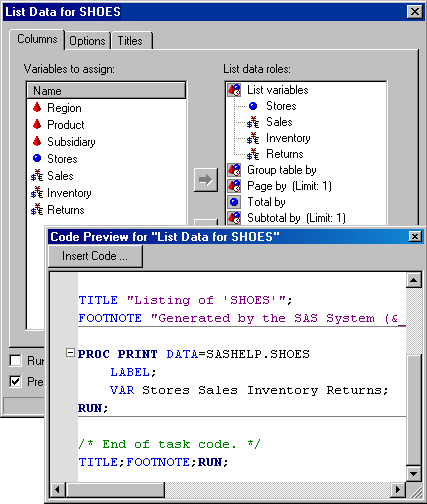 List Data for SHOES
Columns
Options
Titles
Variables to assign:
Name
Region
Product
Subsidiary
Stores
Sales
Inventory
Returns
List data roles:
List variables
Stores
Sales
Inventory
Returns
Group table by
Page by (Limit: 1)
Total by
Subtotal by (Limit: 1)
Run
Pre
Code Preview for "List Data for SHOES"
Insert Code ...
TITLE "Listing of 'SHOES'";
FOOTNOTE "Generated by the SAS System (&_
PROC PRINT DATA=SASHELP.SHOES
LABEL;
VAR Stores Sales Inventory Returns;
RUN;
/* End of task code. */
TITLE;FOOTNOTE;RUN;